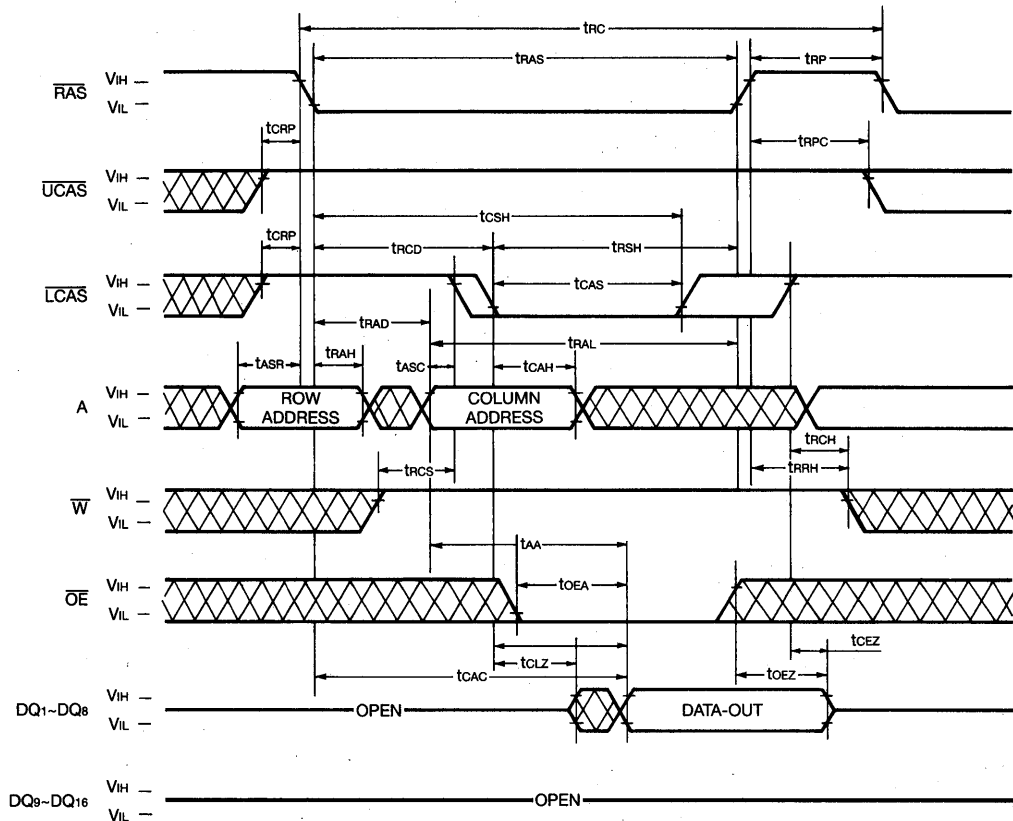 tRC
tRAS
tRP
RAS
VIH
VIL
tCRP
tRPC
UCAS
VIH
VIL
tCSH
tCRP
tRCD
tRSH
LCAS
VIH
VIL
tCAS
tRAD
tRAL
tASR
tRAH
tASC
tCAH
A
VIH
VIL
ROW
ADDRESS
COLUMN
ADDRESS
tRCH
tRCS
tRRH
W
VIH
VIL
tAA
tOEA
OE
VIH
VIL
tCEZ
tCLZ
tOEZ
tCAC
DQ1~DQ8
VIH
VIL
OPEN
DATA-OUT
DQ9~DQ16
VIH
VIL
OPEN